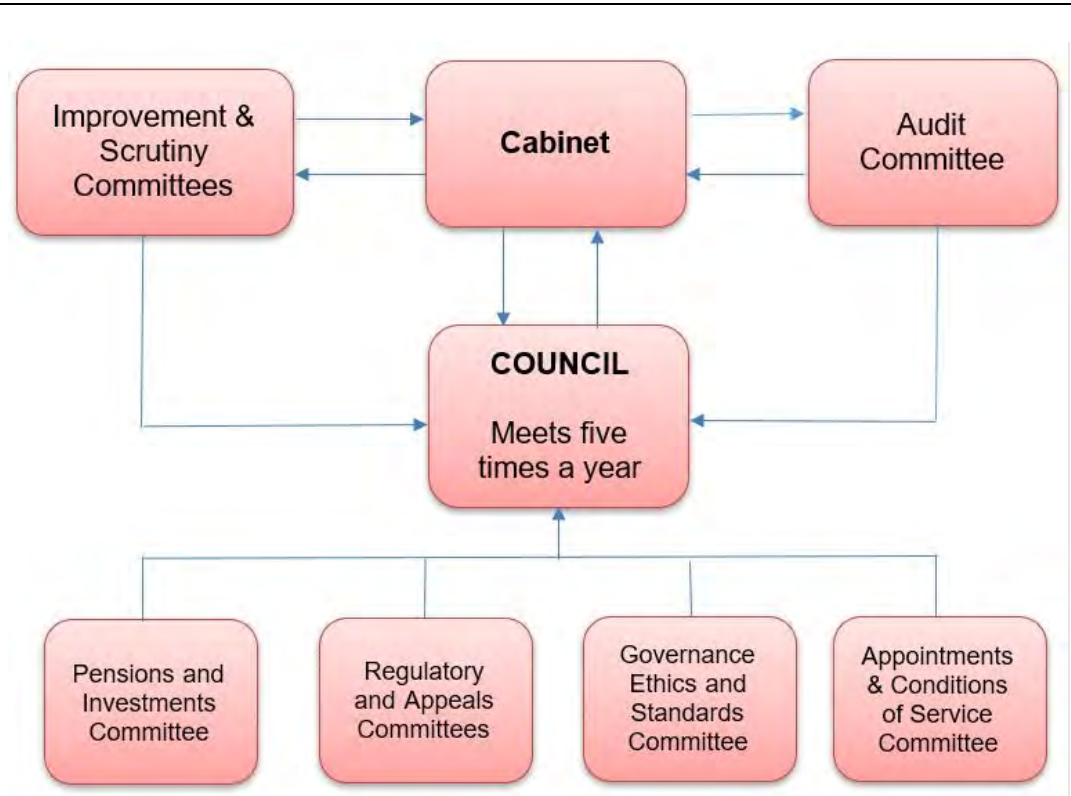 Improvement &
Scrutiny
Committees
Cabinet
Audit
Committee
COUNCIL
Meets five
times a year
Pensions and
Investments
Committee
Regulatory
and Appeals
Committees
Governance
Ethics and
Standards
Committee
Appointments
& Conditions
of Service
Committee